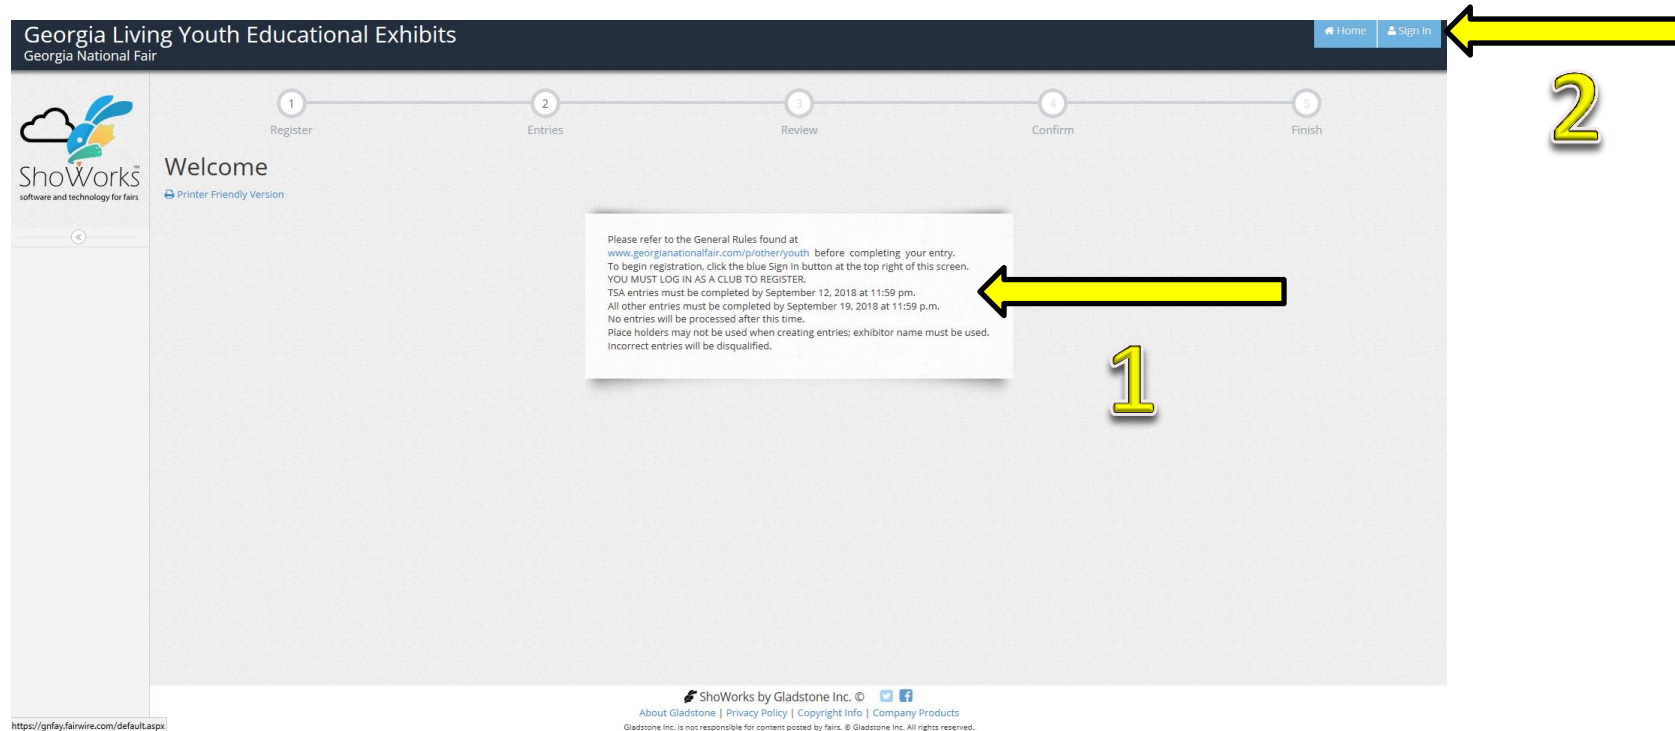 Georgia Living Youth Educational Exhibits
Georgia National Fair
Home
Sign In
2
1
2
3
4
5
Register
Entries
Review
Confirm
Finish
ShoWorks™
software and technology for fairs
Welcome
Printer Friendly Version
Please refer to the General Rules found at
www.georgianationalfair.com/p/other/youth before completing your entry.
To begin registration, click the blue Sign In button at the top right of this screen.
YOU MUST LOG IN AS A CLUB TO REGISTER.
TSA entries must be completed by September 12, 2018 at 11:59 pm.
All other entries must be completed by September 19, 2018 at 11:59 p.m.
No entries will be processed after this time.
Place holders may not be used when creating entries; exhibitor name must be used.
Incorrect entries will be disqualified.
1
ShoWorks by Gladstone Inc. ©
About Gladstone | Privacy Policy | Copyright Info | Company Products
Gladstone Inc. is not responsible for content posted by fairs. © Gladstone Inc. All rights reserved.
https://gnfay.fairwire.com/default.aspx